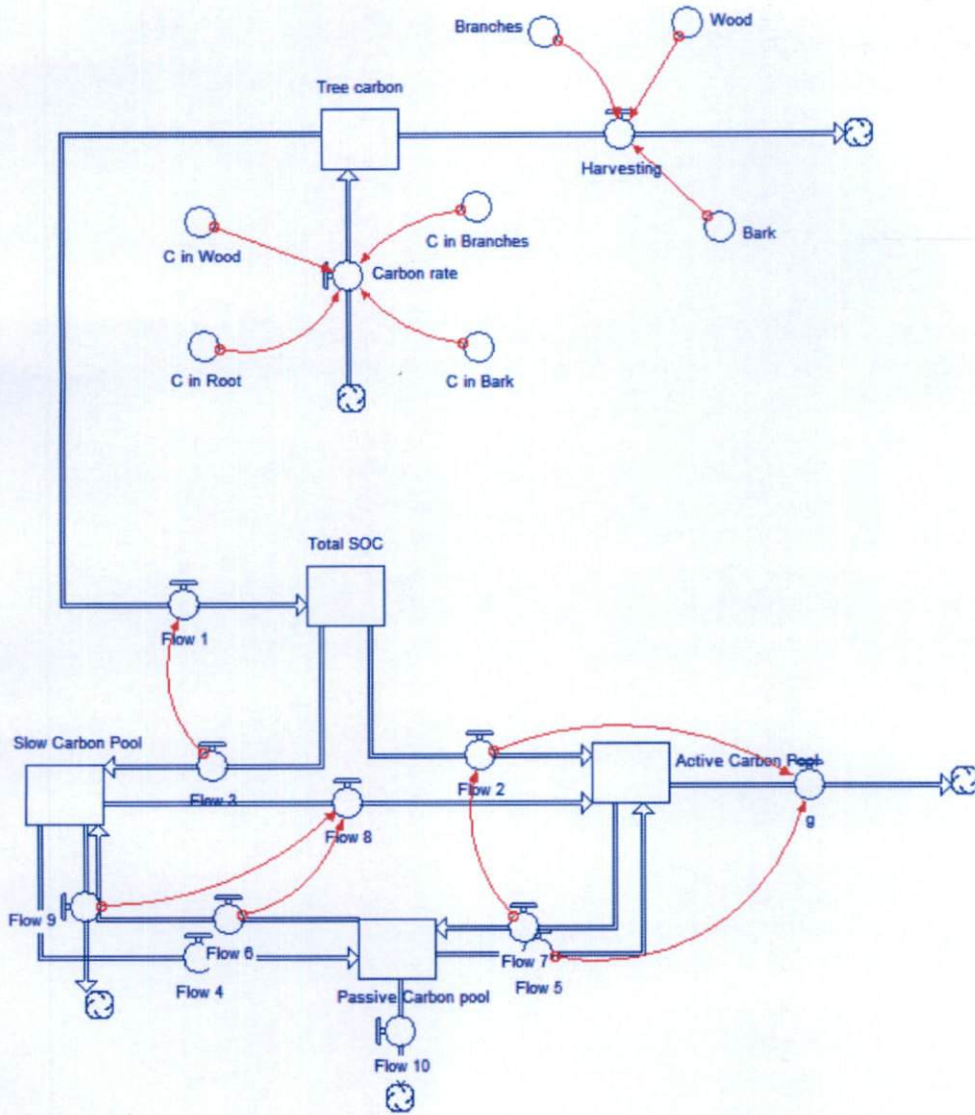 Branches
Wood
Tree carbon
Harvesting
Bark
C in Wood
C in Branches
Carbon rate
C in Root
C in Bark
Total SOC
Flow 1
Slow Carbon Pool
Flow 3
Flow 2
Active Carbon Pool
g
Flow 8
Flow 9
Flow 6
Flow 4
Flow 7
Flow 5
Passive Carbon pool
Flow 10